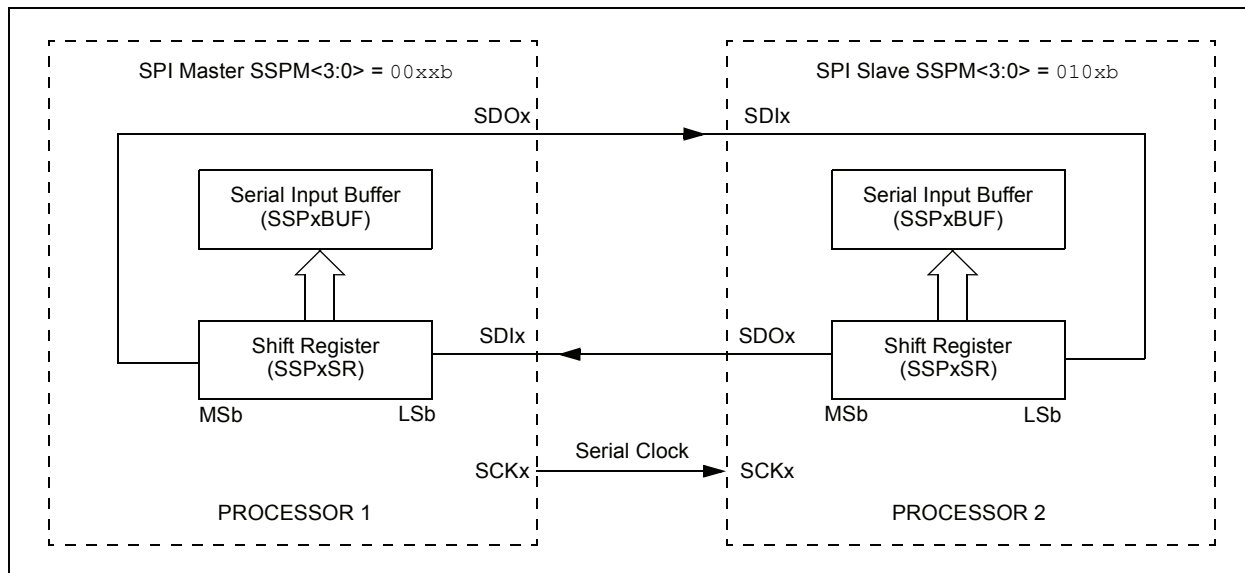 SPI Master SSPM<3:0> = 00xxb
SDOx
Serial Input Buffer
(SSPxBUF)
Shift Register
(SSPxSR)
MSb
LSb
SDIx
SCKx
PROCESSOR 1
Serial Clock
SPI Slave SSPM<3:0> = 010xb
SDIx
Serial Input Buffer
(SSPxBUF)
SDOx
Shift Register
(SSPxSR)
MSb
LSb
SCKx
PROCESSOR 2